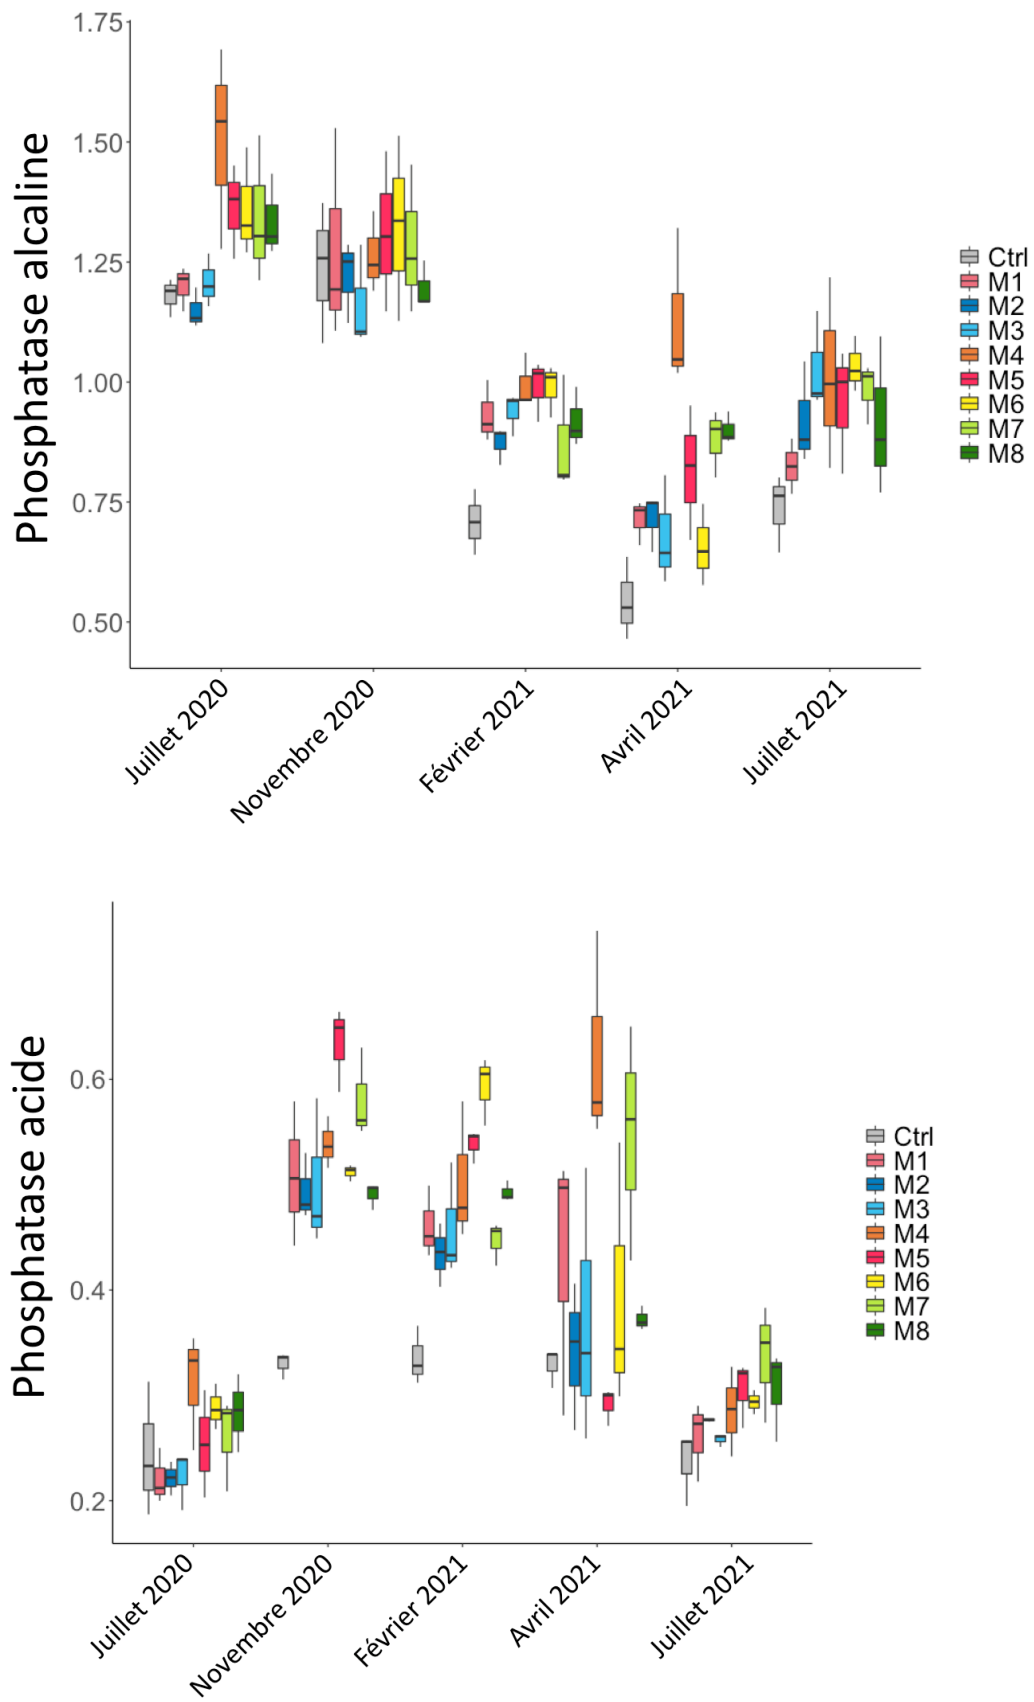 Phosphatase alcaline
1.75
1.50
1.25
1.00
0.75
0.50
Juillet 2020
Novembre 2020
Février 2021
Avril 2021
Juillet 2021
Ctrl
M1
M2
M3
M4
M5
M6
M7
M8
Phosphatase acide
0.6
0.4
0.2
Juillet 2020
Novembre 2020
Février 2021
Avril 2021
Juillet 2021
Ctrl
M1
M2
M3
M4
M5
M6
M7
M8